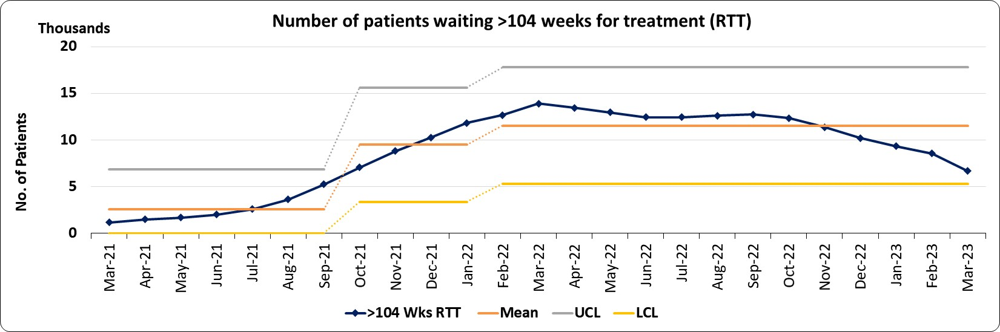 Number of patients waiting >104 weeks for treatment (RTT)
Thousands
20
15
10
5
0
No. of Patients
Mar-21
Apr-21
May-21
Jun-21
Jul-21
Aug-21
Sep-21
Oct-21
Nov-21
Dec-21
Jan-22
Feb-22
Mar-22
Apr-22
May-22
Jun-22
Jul-22
Aug-22
Sep-22
Oct-22
Nov-22
Dec-22
Jan-23
Feb-23
Mar-23
>104 Wks RTT Mean UCL LCL